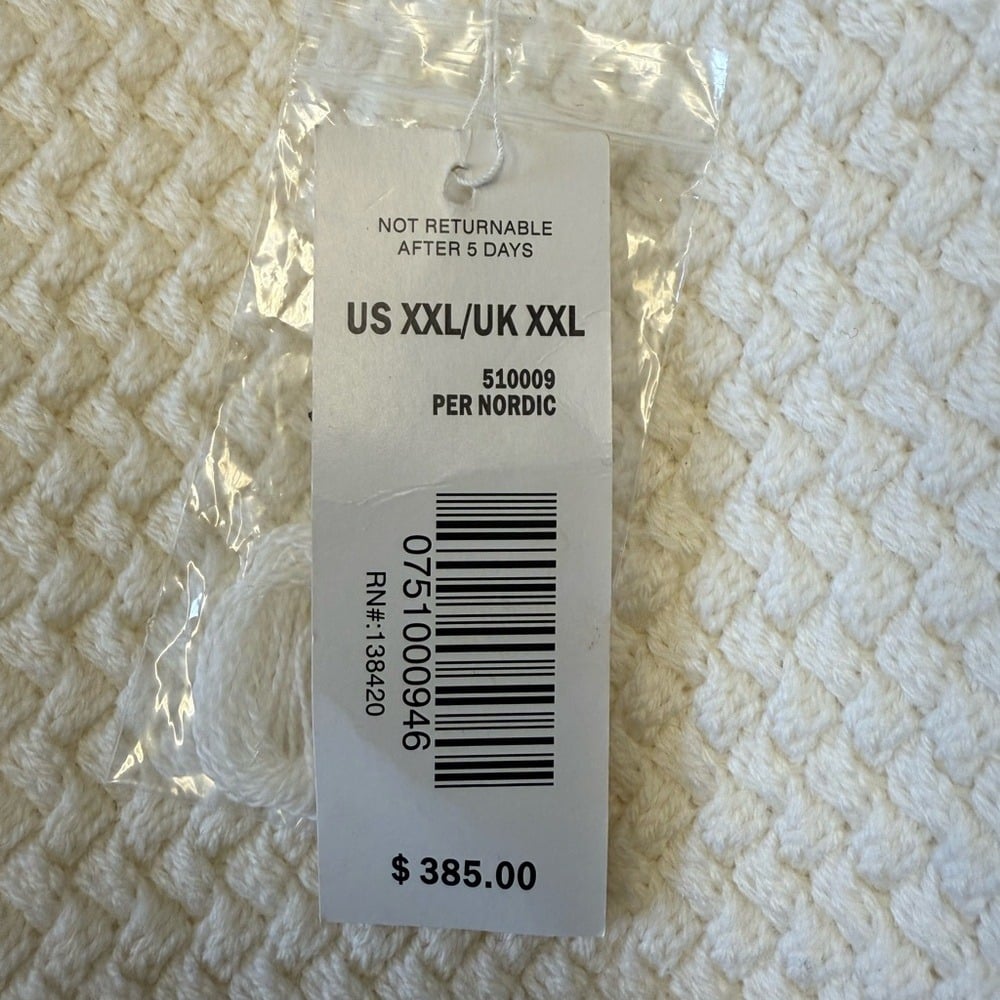 NOT RETURNABLE
AFTER 5 DAYS
US XXL/UK XXL
510009
PER NORDIC
0751000946
RN#:138420
$ 385.00